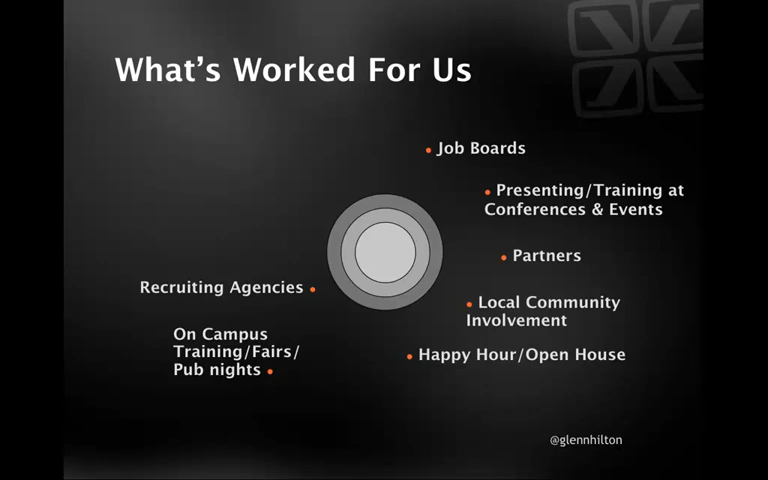 What's Worked For Us
• Job Boards
• Presenting/Training at
Conferences & Events
• Partners
• Local Community
Involvement
• Happy Hour/Open House
Recruiting Agencies •
On Campus
Training/Fairs/
Pub nights •
@glennhilton